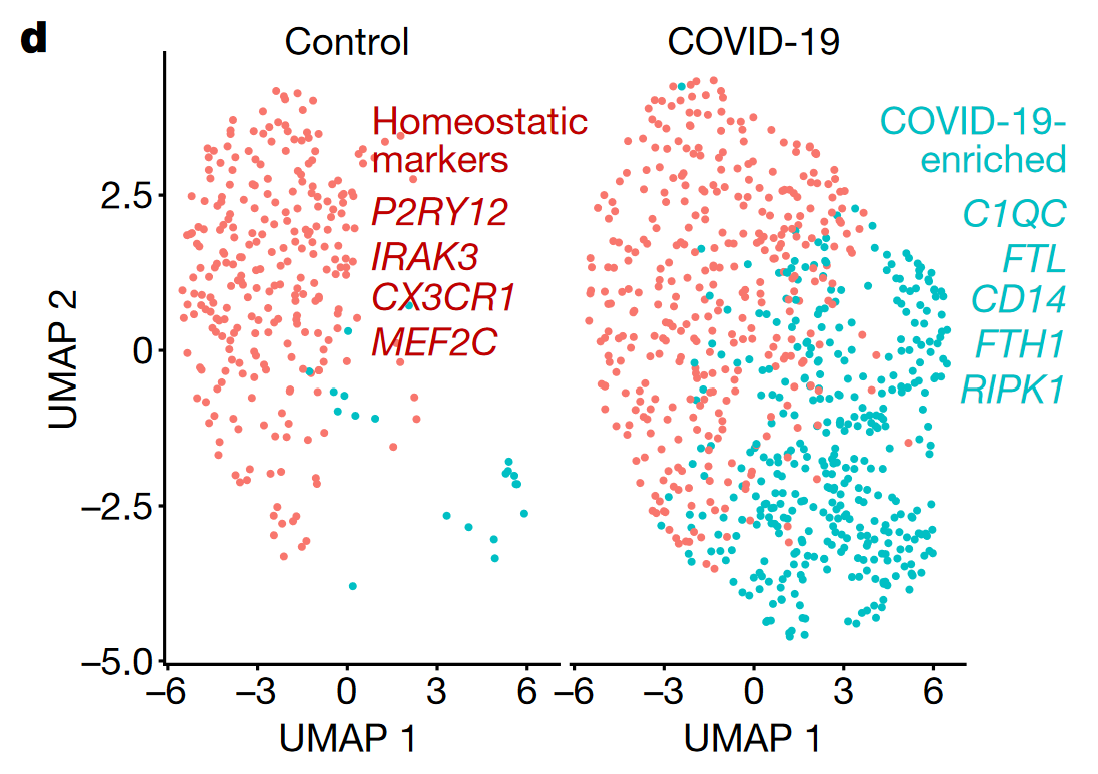 d
Control
COVID-19
Homeostatic
markers
P2RY12
IRAK3
CX3CR1
MEF2C
COVID-19-
enriched
C1QC
FTL
CD14
FTH1
RIPK1
UMAP 2
2.5
0
−2.5
−5.0
−6 −3 0 3 6
−6 −3 0 3 6
UMAP 1
UMAP 1